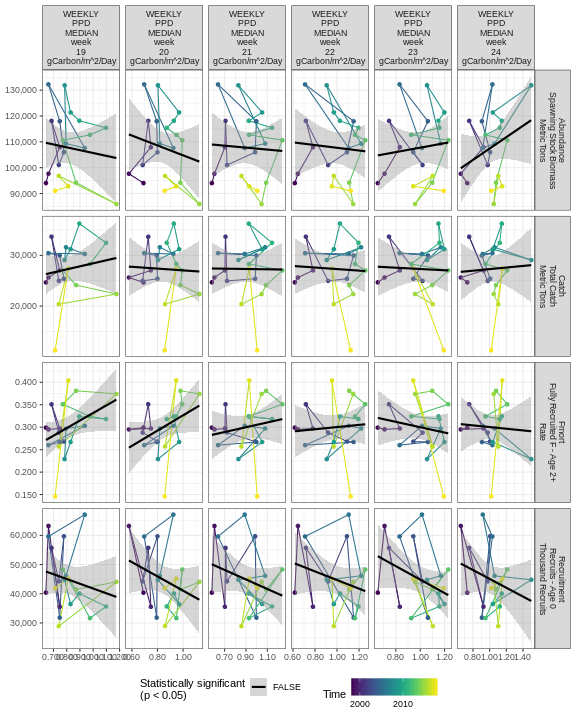 WEEKLY PPD MEDIAN week 19 gCarbon/m^2/Day
WEEKLY PPD MEDIAN week 20 gCarbon/m^2/Day
WEEKLY PPD MEDIAN week 21 gCarbon/m^2/Day
WEEKLY PPD MEDIAN week 22 gCarbon/m^2/Day
WEEKLY PPD MEDIAN week 23 gCarbon/m^2/Day
WEEKLY PPD MEDIAN week 24 gCarbon/m^2/Day
130,000
120,000
110,000
100,000
90,000
Abundance
Spawning Stock Biomass
Metric Tons
30,000
20,000
Catch
Total Catch
Metric Tons
0.400
0.350
0.300
0.250
0.200
0.150
Fmort
Fully Recruited F - Age 2+
Rate
60,000
50,000
40,000
30,000
Recruitment
Recruits - Age 0
Thousand Recruits
0.60 0.80 1.00
0.70 0.90 1.10
0.60 0.80 1.00 1.20
0.80 1.00 1.20
0.80 1.00 1.20 1.40
Statistically significant
(p < 0.05)
FALSE
Time
2000 2010